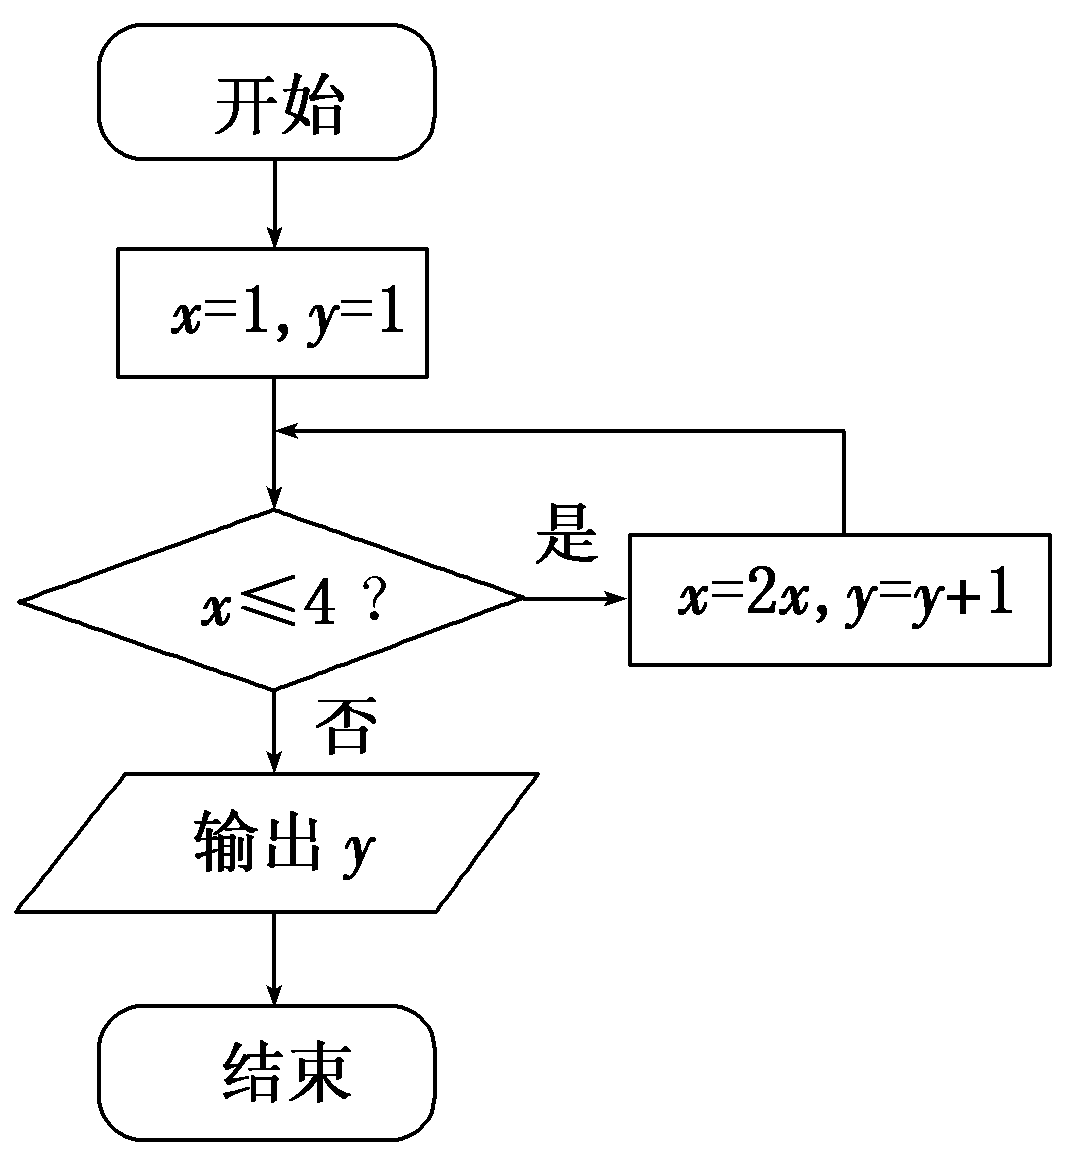 开始
x=1, y=1
x≤4？
是
x=2x, y=y+1
否
输出 y
结束